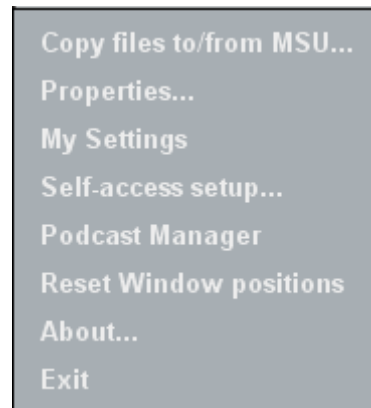 Copy files to/from MSU...
Properties...
My Settings
Self-access setup...
Podcast Manager
Reset Window positions
About...
Exit